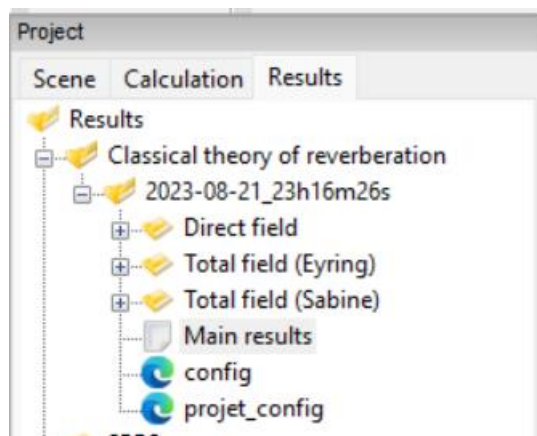 Project
Scene Calculation Results
Results
Classical theory of reverberation
2023-08-21_23h16m26s
Direct field
Total field (Eyring)
Total field (Sabine)
Main results
config
projet_config